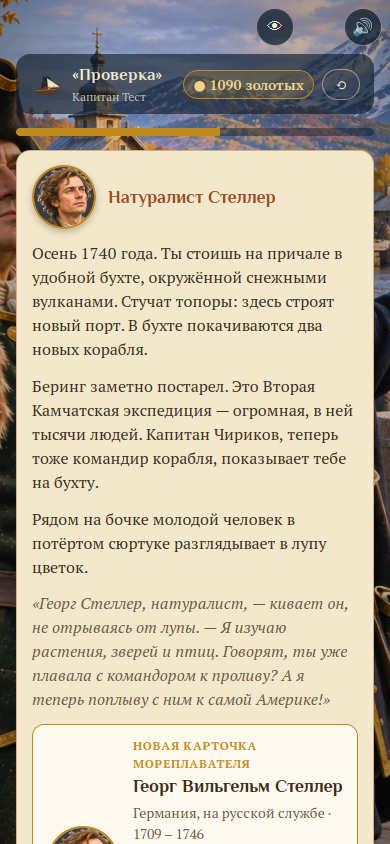 «Проверка»
Капитан Тест
1090 золотых
Натуралист Стеллер
Осень 1740 года. Ты стоишь на причале в
удобной бухте, окружённой снежными
вулканами. Стучат топоры: здесь строят
новый порт. В бухте покачиваются два
новых корабля.
Беринг заметно постарел. Это Вторая
Камчатская экспедиция — огромная, в ней
тысячи людей. Капитан Чириков, теперь
тоже командир корабля, показывает тебе
на бухту.
Рядом на бочке молодой человек в
потёртом сюртуке разглядывает в лупу
цветок.
«Георг Стеллер, натуралист, — кивает он,
не отрываясь от лупы. — Я изучаю
растения, зверей и птиц. Говорят, ты уже
плавала с командором к проливу? А я
теперь поплыву с ним к самой Америке!»
НОВАЯ КАРТОЧКА
МОРЕПЛАВАТЕЛЯ
Георг Вильгельм Стеллер
Германия, на русской службе ·
1709 – 1746